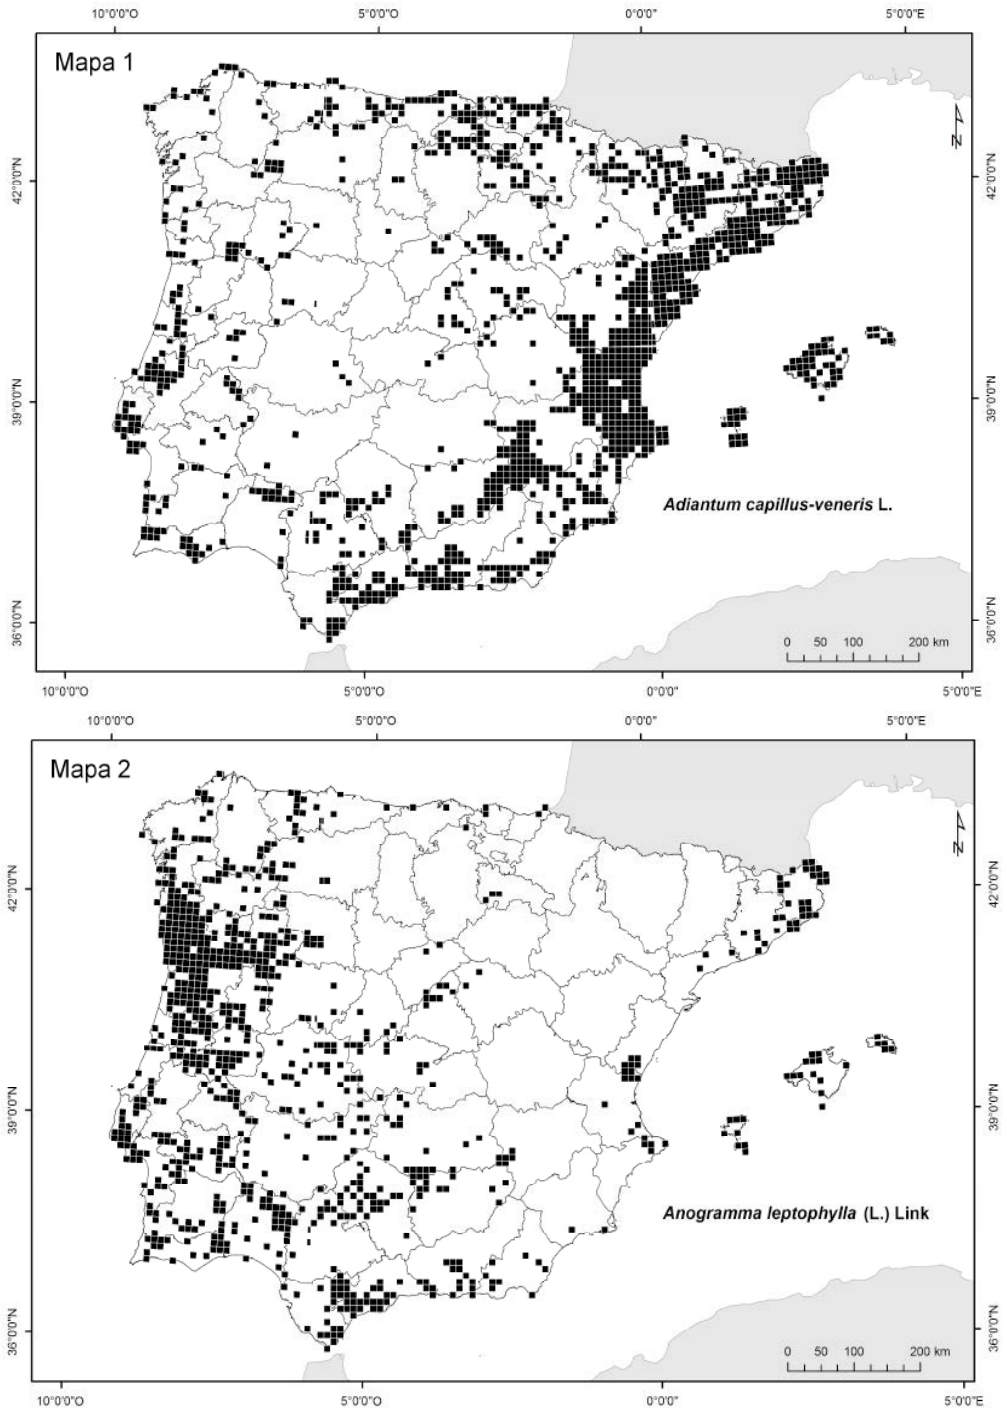 10°0'0"O 5°0'0"O 0°0'0" 5°0'0"E
Mapa 1
N
42°0'0"N 42°0'0"N
39°0'0"N 39°0'0"N
Adiantum capillus-veneris L.
36°0'0"N 36°0'0"N
0 50 100 200 km
10°0'0"O 5°0'0"O 0°0'0" 5°0'0"E
10°0'0"O 5°0'0"O 0°0'0" 5°0'0"E
Mapa 2
N
42°0'0"N 42°0'0"N
39°0'0"N 39°0'0"N
Anogramma leptophylla (L.) Link
36°0'0"N 36°0'0"N
0 50 100 200 km
10°0'0"O 5°0'0"O 0°0'0" 5°0'0"E